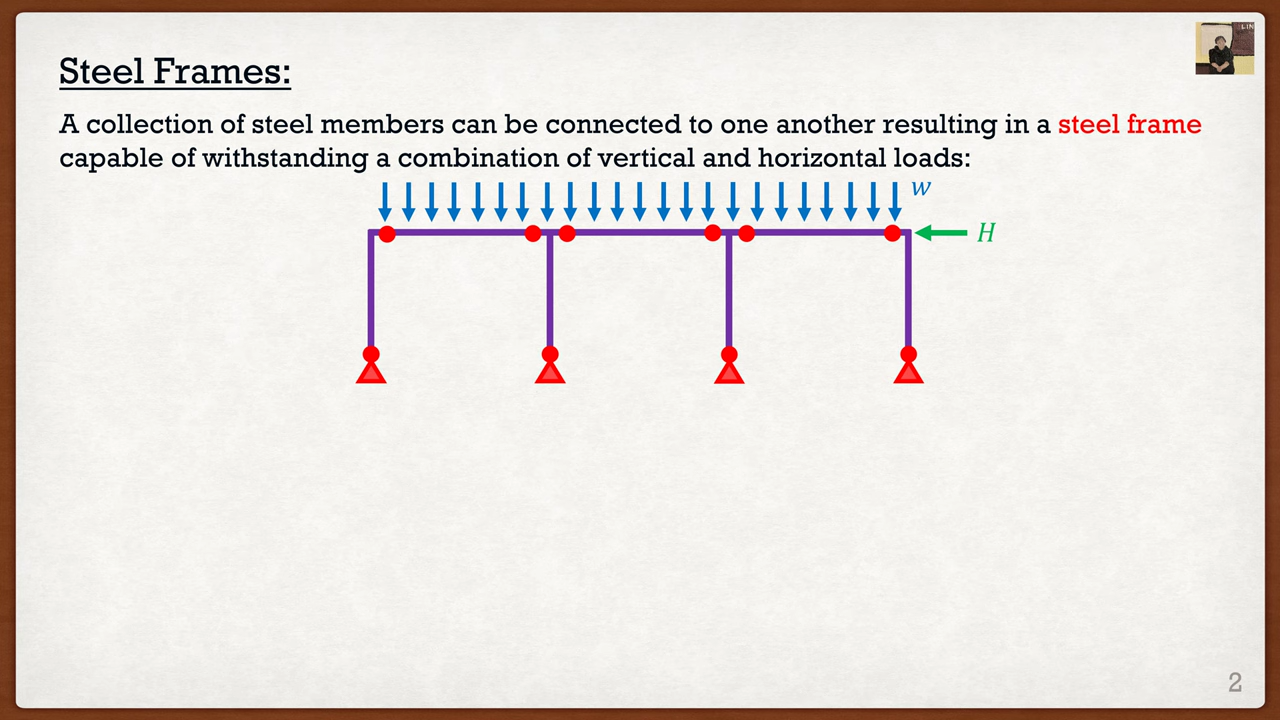 Steel Frames:
A collection of steel members can be connected to one another resulting in a steel frame
capable of withstanding a combination of vertical and horizontal loads:
w
H
LIN
2